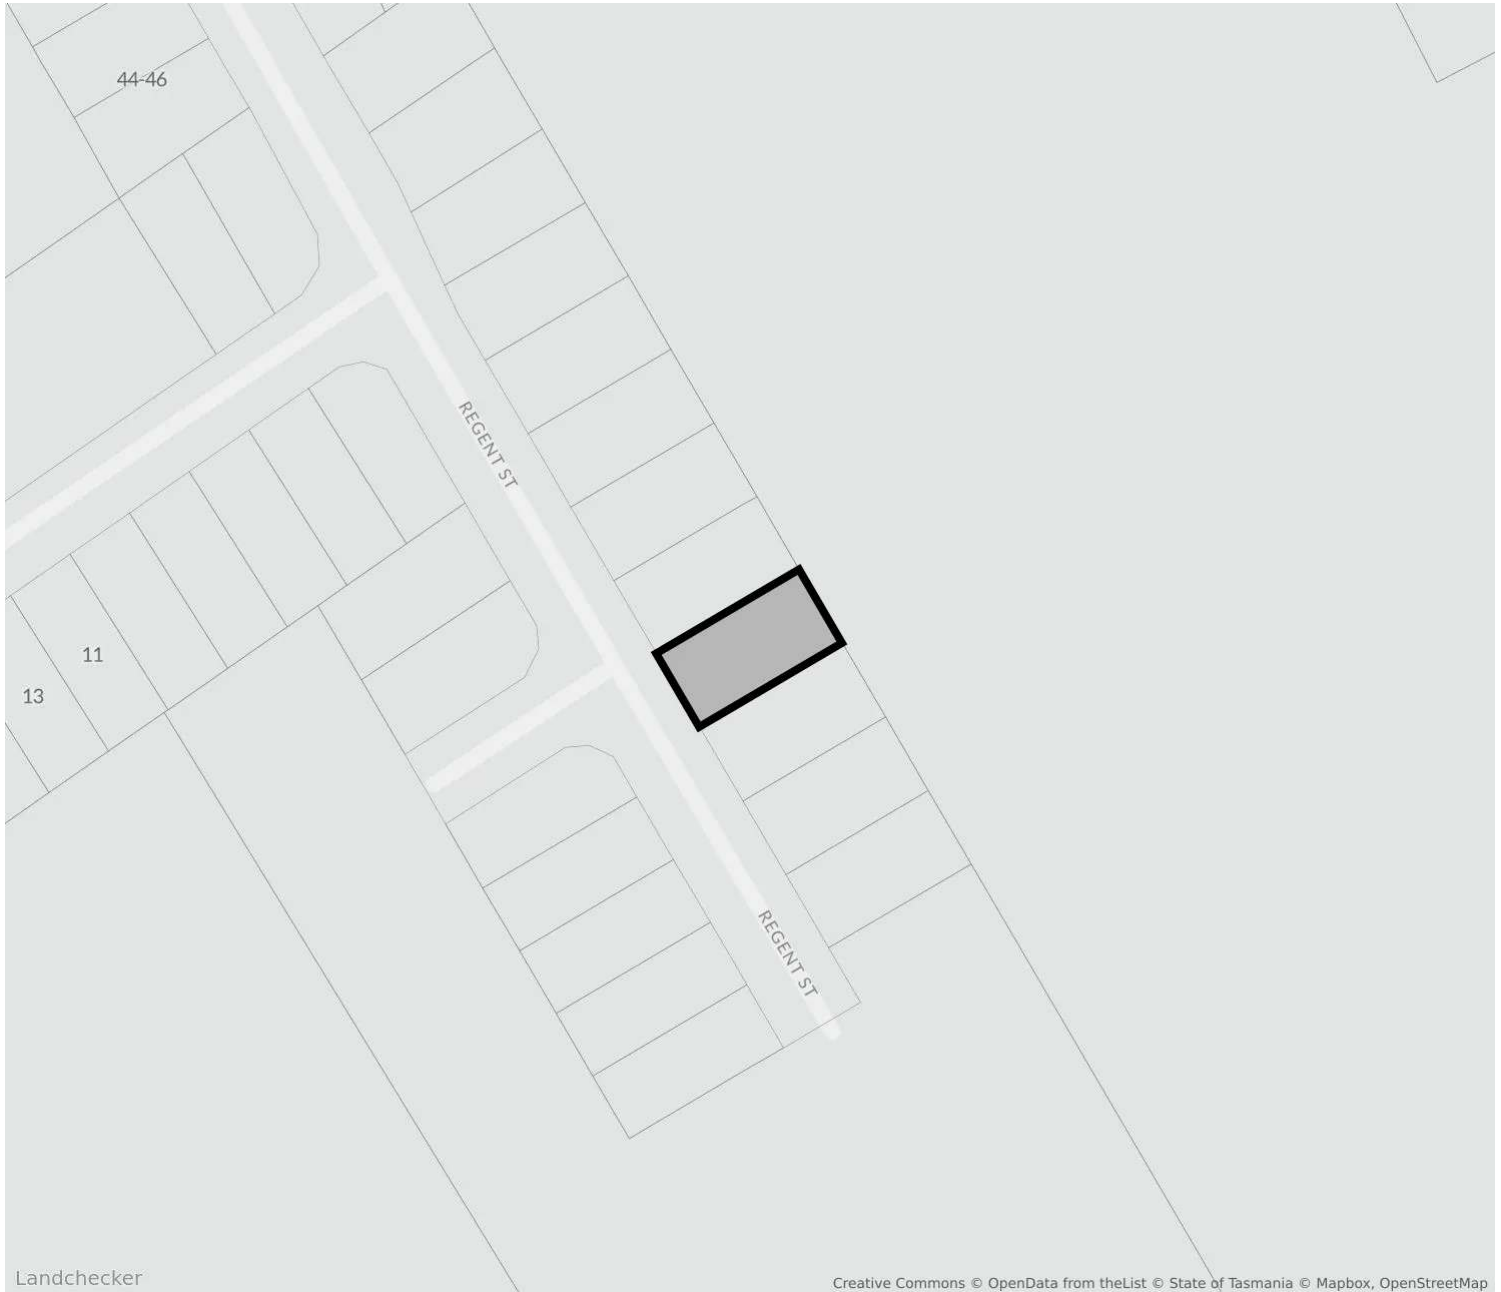 44-46
REGENT ST
11
13
REGENT ST
Landchecker
Creative Commons © OpenData from theList © State of Tasmania © Mapbox, OpenStreetMap